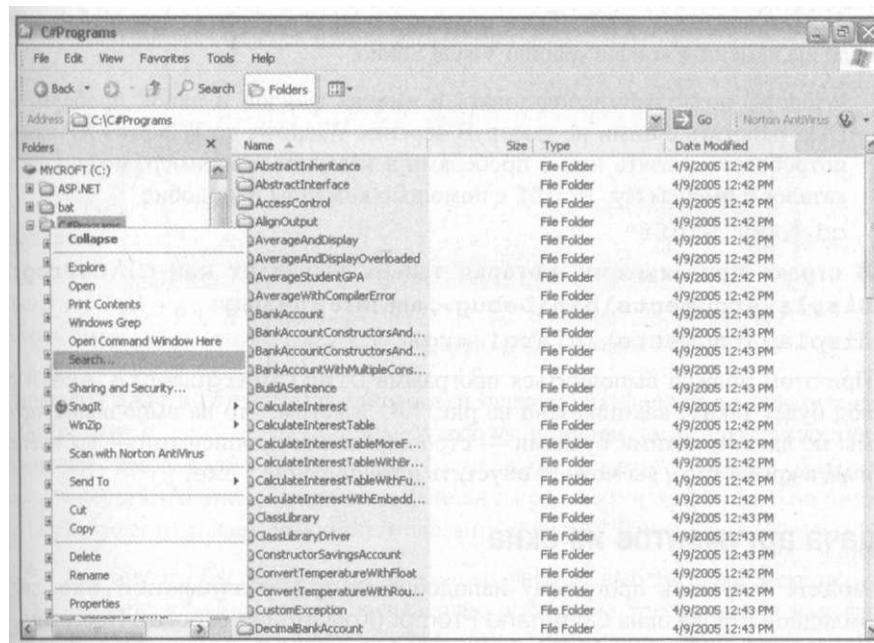 C#Programs
File Edit View Favorites Tools Help
Back Search Folders
Address C:\C#Programs Go Norton AntiVirus
Folders
MYCROFT (C:)
ASP.NET
bat
C#Programs
Collapse
Explore
Open
Print Contents
Windows Grep
Open Command Window Here
Search...
Sharing and Security...
SnagIt
WinZip
Scan with Norton AntiVirus
Send To
Cut
Copy
Delete
Rename
Properties
Name Size Type Date Modified
AbstractInheritance File Folder 4/9/2005 12:42 PM
AbstractInterface File Folder 4/9/2005 12:42 PM
AccessControl File Folder 4/9/2005 12:42 PM
AlignOutput File Folder 4/9/2005 12:42 PM
AverageAndDisplay File Folder 4/9/2005 12:42 PM
AverageAndDisplayOverloaded File Folder 4/9/2005 12:42 PM
AverageStudentGPA File Folder 4/9/2005 12:42 PM
AverageWithCompilerError File Folder 4/9/2005 12:42 PM
BankAccount File Folder 4/9/2005 12:43 PM
BankAccountConstructorsAnd... File Folder 4/9/2005 12:43 PM
BankAccountConstructorsAnd... File Folder 4/9/2005 12:43 PM
BankAccountWithMultipleCons... File Folder 4/9/2005 12:43 PM
BuildASentence File Folder 4/9/2005 12:43 PM
CalculateInterest File Folder 4/9/2005 12:42 PM
CalculateInterestTable File Folder 4/9/2005 12:42 PM
CalculateInterestTableMoreF... File Folder 4/9/2005 12:42 PM
CalculateInterestTableWithBr... File Folder 4/9/2005 12:42 PM
CalculateInterestTableWithFu... File Folder 4/9/2005 12:42 PM
CalculateInterestWithEmbedd... File Folder 4/9/2005 12:42 PM
ClassLibrary File Folder 4/9/2005 12:43 PM
ClassLibraryDriver File Folder 4/9/2005 12:43 PM
ConstructorSavingsAccount File Folder 4/9/2005 12:43 PM
ConvertTemperatureWithFloat File Folder 4/9/2005 12:42 PM
ConvertTemperatureWithRou... File Folder 4/9/2005 12:42 PM
CustomException File Folder 4/9/2005 12:43 PM
DecimalBankAccount File Folder 4/9/2005 12:43 PM